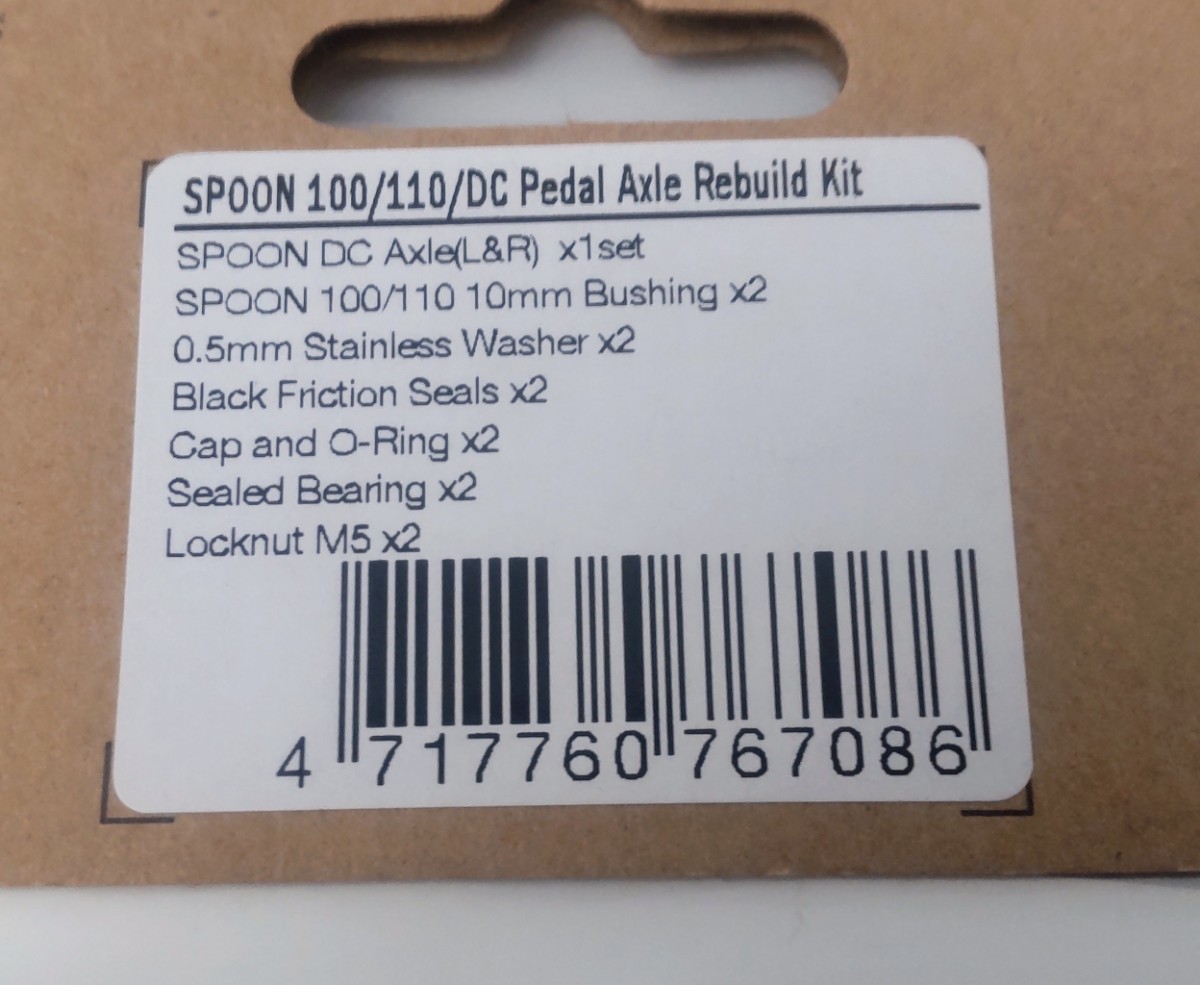 SPOON 100/110/DC Pedal Axle Rebuild Kit
SPOON DC Axle(L&R) x1set
SPOON 100/110 10mm Bushing x2
0.5mm Stainless Washer x2
Black Friction Seals x2
Cap and O-Ring x2
Sealed Bearing x2
Locknut M5 x2
4 717760 767086